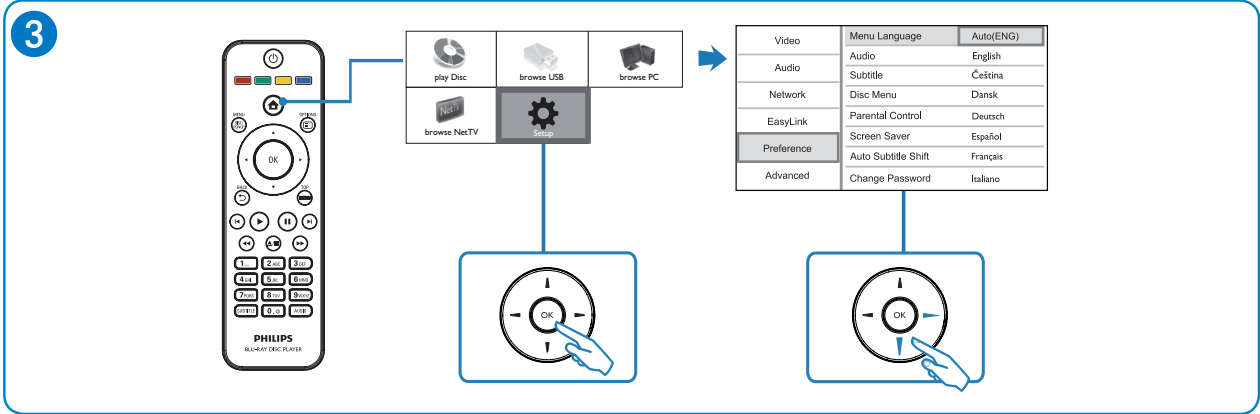 3
MENU
DISC MENU
OPTIONS
OK
BACK
TOP
1...
2 ABC
3 DEF
4 GHI
5 JKL
6 MNO
7 PQRS
8 TUV
9 WXYZ
SUBTITLE
0
AUDIO
PHILIPS
BLU-RAY DISC PLAYER
play Disc
browse USB
browse PC
NetTV
browse NetTV
Setup
OK
Video
Audio
Network
EasyLink
Preference
Advanced
Menu Language
Auto(ENG)
Audio
English
Subtitle
Čeština
Disc Menu
Dansk
Parental Control
Deutsch
Screen Saver
Español
Auto Subtitle Shift
Français
Change Password
Italiano
OK